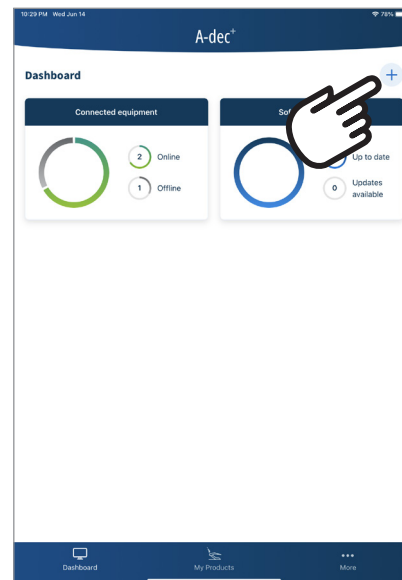 10:29 PM Wed Jun 14
78%
A-dec+
Dashboard
+
Connected equipment
2 Online
1 Offline
Up to date
0 Updates
available
Dashboard
My Products
More